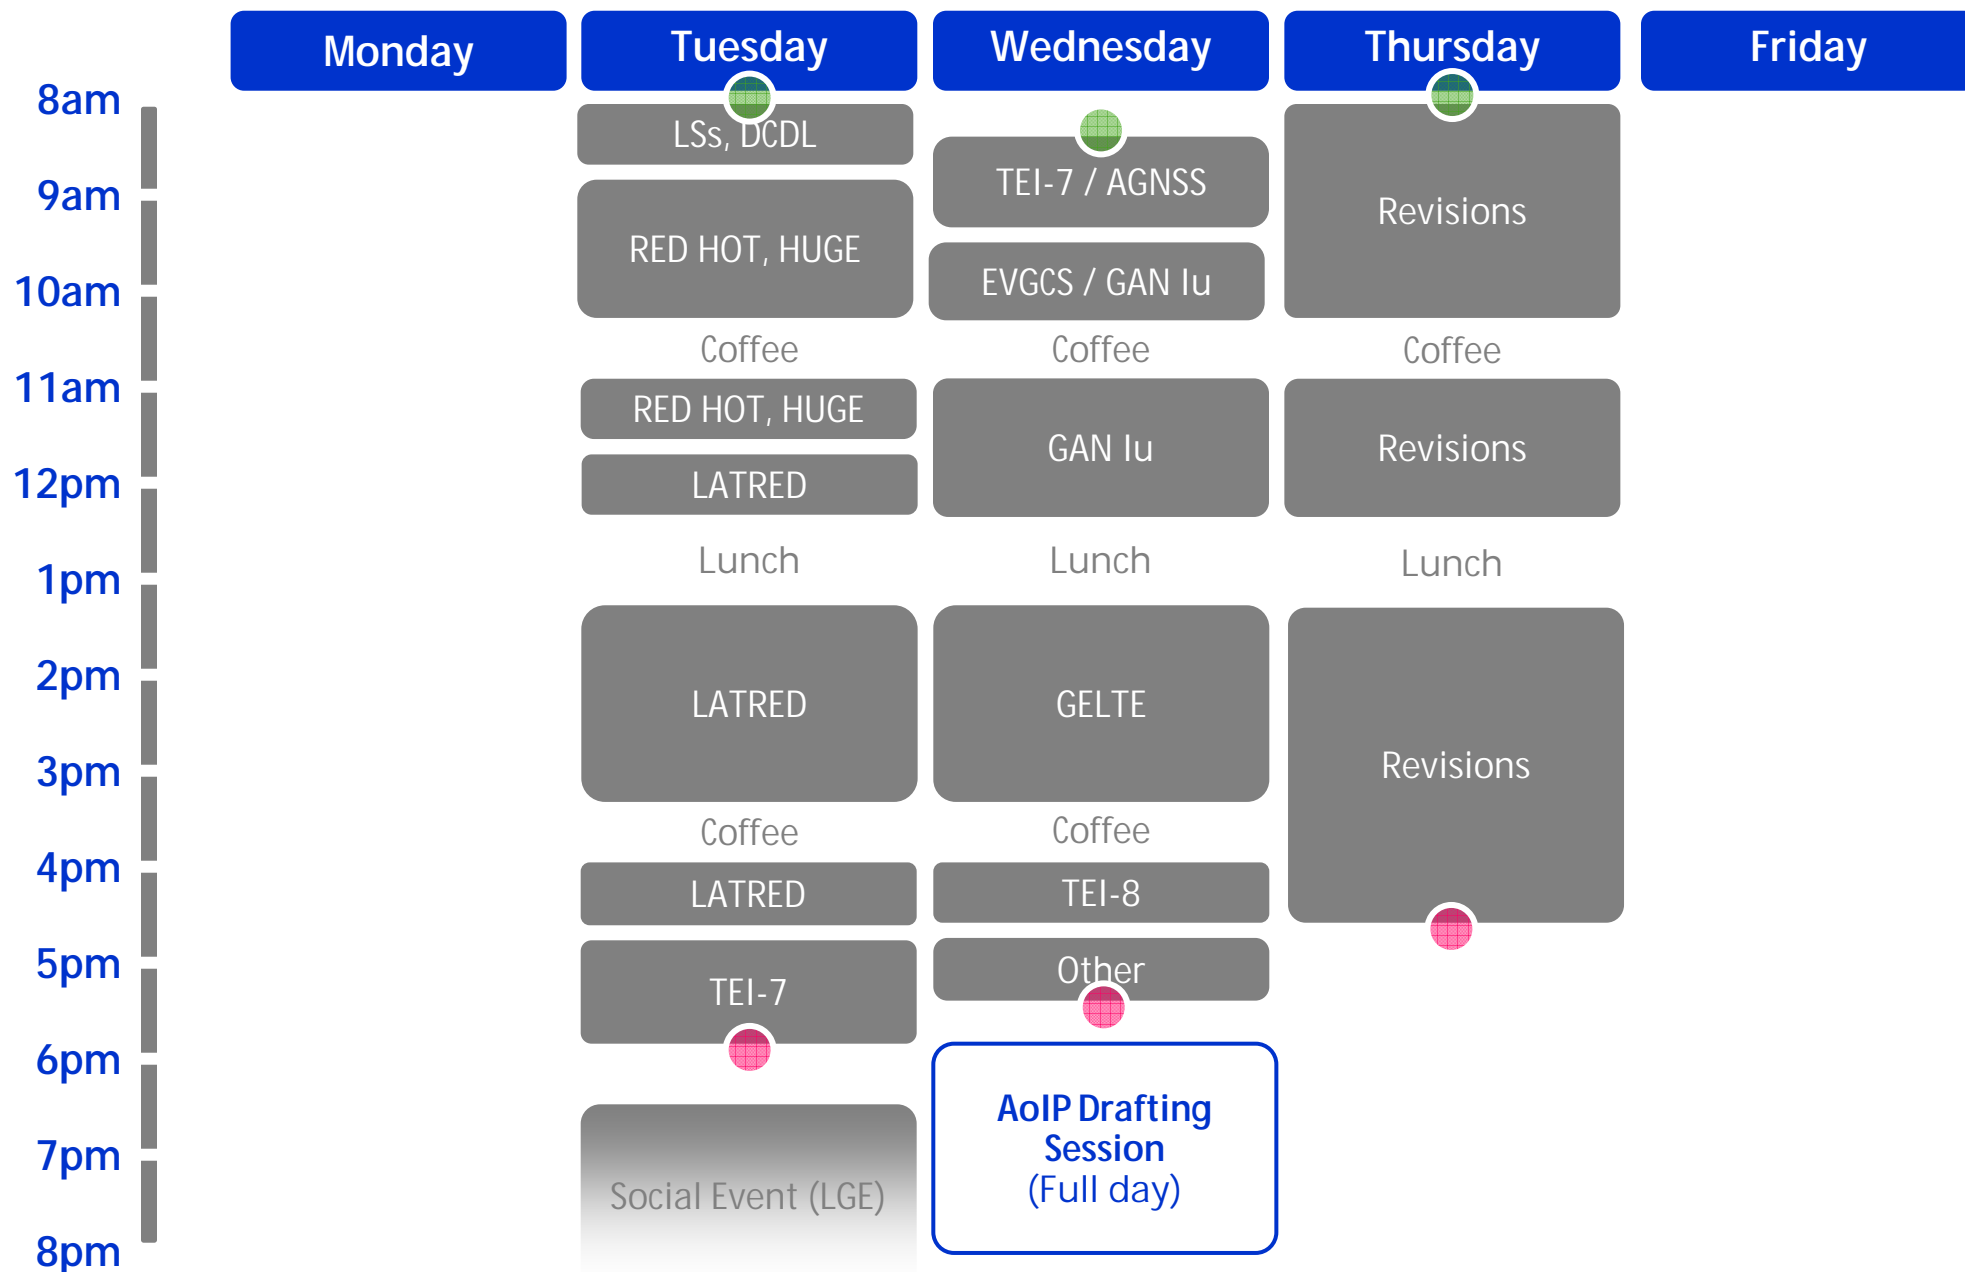 Monday
Tuesday
Wednesday
Thursday
Friday
8am
9am
10am
11am
12pm
1pm
2pm
3pm
4pm
5pm
6pm
7pm
8pm
LSs, DCDL
RED HOT, HUGE
Coffee
RED HOT, HUGE
LATRED
Lunch
LATRED
Coffee
LATRED
TEI-7
Social Event (LGE)
TEI-7 / AGNSS
EVGCS / GAN Iu
Coffee
GAN Iu
Lunch
GELTE
Coffee
TEI-8
Other
AoIP Drafting
Session
(Full day)
Revisions
Coffee
Revisions
Lunch
Revisions